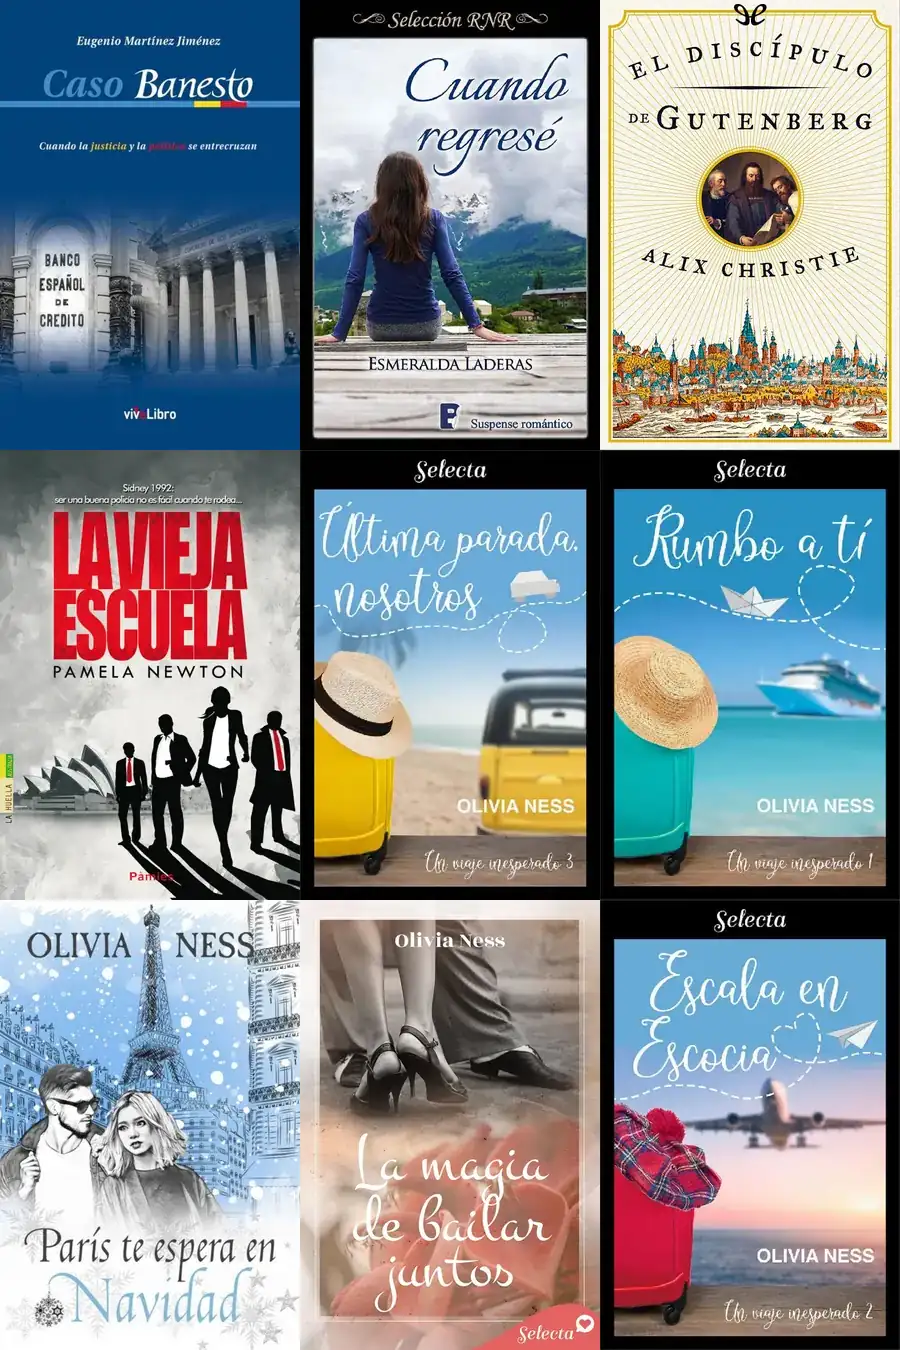 Eugenio Martínez Jiménez
Caso Banesto
Cuando la justicia y la política se entrecruzan
BANCO
ESPAÑOL
DE
CREDITO
vivelibro
Selección RNR
Cuando
regresé
ESMERALDA LADERAS
B
Suspense romántico
EL DISCÍPULO
DE GUTENBERG
ALIX CHRISTIE
Sidney 1992:
ser una buena policía no es fácil cuando te rodea...
LA VIEJA
ESCUELA
PAMELA NEWTON
LA HUELLA
Pàmies
Selecta
Última parada,
nosotros
OLIVIA NESS
Un viaje inesperado 3
Selecta
Rumbo a tí
OLIVIA NESS
Un viaje inesperado 1
OLIVIA NESS
París te espera en
Navidad
Olivia Ness
La magia
de bailar
juntos
Selecta
Selecta
Escala en
Escocia
OLIVIA NESS
Un viaje inesperado 2